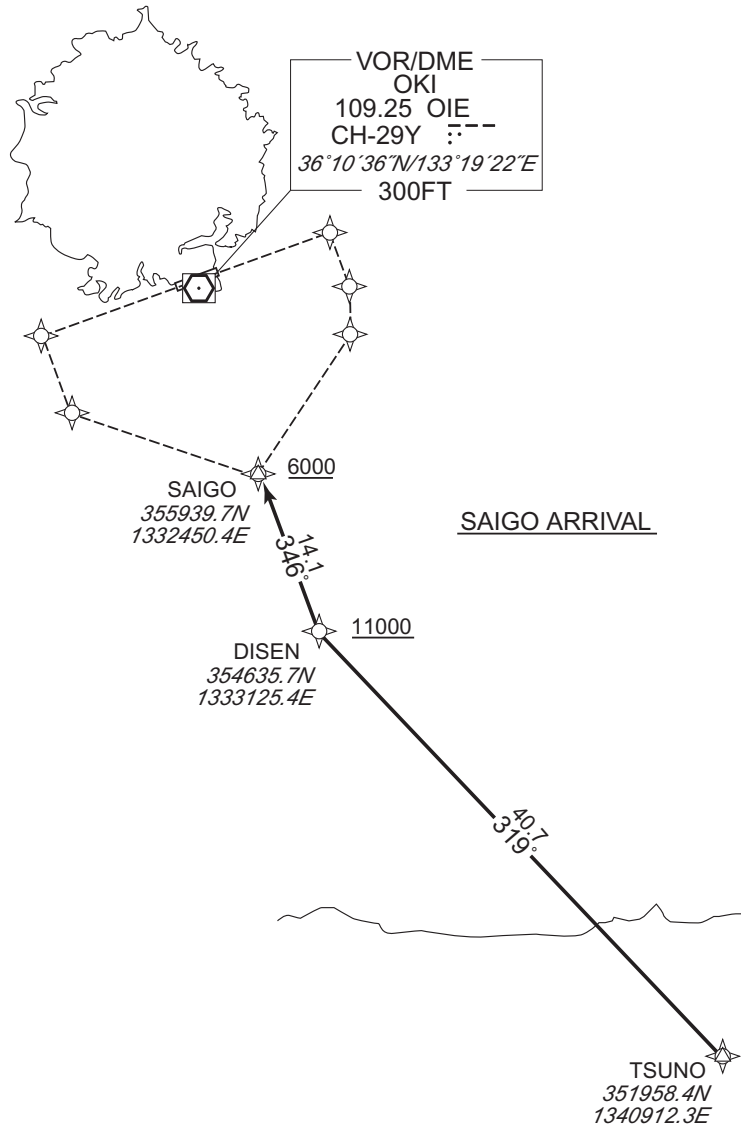 VOR/DME
OKI
109.25 OIE
CH-29Y
36°10´36˝N/133°19´22˝E
300FT
6000
SAIGO
355939.7N
1332450.4E
SAIGO ARRIVAL
14.1
346°
11000
DISEN
354635.7N
1333125.4E
40.7
319°
TSUNO
351958.4N
1340912.3E